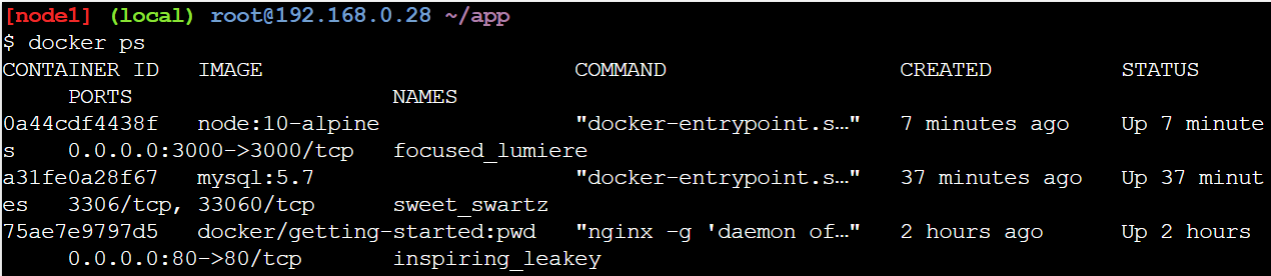 [node1] (local) root@192.168.0.28 ~/app
$ docker ps
CONTAINER ID   IMAGE                        COMMAND                  CREATED          STATUS
     PORTS                    NAMES
0a44cdf4438f   node:10-alpine               "docker-entrypoint.s…"   7 minutes ago    Up 7 minute
s    0.0.0.0:3000->3000/tcp   focused_lumiere
a31fe0a28f67   mysql:5.7                    "docker-entrypoint.s…"   37 minutes ago   Up 37 minut
es   3306/tcp, 33060/tcp      sweet_swartz
75ae7e9797d5   docker/getting-started:pwd   "nginx -g 'daemon of…"   2 hours ago      Up 2 hours
     0.0.0.0:80->80/tcp       inspiring_leakey